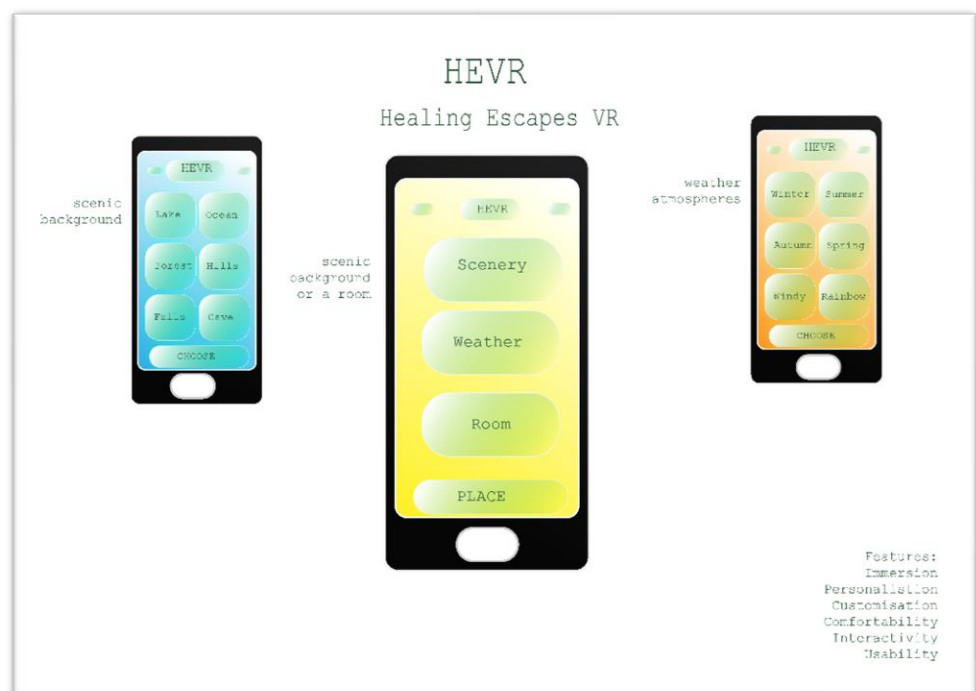 HEVR
Healing Escapes VR
scenic
background
HEVR
Lake Ocean
Forest Hills
Falls Cave
CHOOSE
scenic
background
or a room
HEVR
Scenery
Weather
Room
PLACE
weather
atmospheres
HEVR
Winter Summer
Autumn Spring
Windy Rainbow
CHOOSE
Features:
Immersion
Personalistion
Customisation
Comfortability
Interactivity
Usability